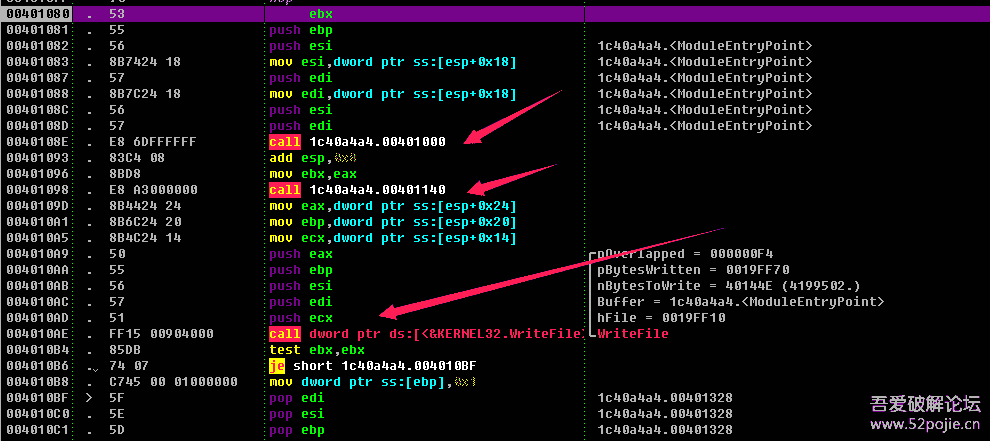 00401080 . 53 ebx
00401081 . 55 push ebp
00401082 . 56 push esi 1c40a4a4.<ModuleEntryPoint>
00401083 . 8B7424 18 mov esi,dword ptr ss:[esp+0x18] 1c40a4a4.<ModuleEntryPoint>
00401087 . 57 push edi 1c40a4a4.<ModuleEntryPoint>
00401088 . 8B7C24 18 mov edi,dword ptr ss:[esp+0x18] 1c40a4a4.<ModuleEntryPoint>
0040108C . 56 push esi 1c40a4a4.<ModuleEntryPoint>
0040108D . 57 push edi 1c40a4a4.<ModuleEntryPoint>
0040108E . E8 6DFFFFFF call 1c40a4a4.00401000
00401093 . 83C4 08 add esp,0x8
00401096 . 8BD8 mov ebx,eax
00401098 . E8 A3000000 call 1c40a4a4.00401140
0040109D . 8B4424 24 mov eax,dword ptr ss:[esp+0x24]
004010A1 . 8B6C24 20 mov ebp,dword ptr ss:[esp+0x20]
004010A5 . 8B4C24 14 mov ecx,dword ptr ss:[esp+0x14]
004010A9 . 50 push eax pOverlapped = 000000F4
004010AA . 55 push ebp pBytesWritten = 0019FF70
004010AB . 56 push esi nBytesToWrite = 40144E (4199502.)
004010AC . 57 push edi Buffer = 1c40a4a4.<ModuleEntryPoint>
004010AD . 51 push ecx hFile = 0019FF10
004010AE . FF15 00904000 call dword ptr ds:[<&KERNEL32.WriteFile WriteFile
004010B4 . 85DB test ebx,ebx
004010B6 . 74 07 je short 1c40a4a4.004010BF
004010B8 . C745 00 01000000 mov dword ptr ss:[ebp],0x1
004010BF > 5F pop edi 1c40a4a4.00401328
004010C0 . 5E pop esi 1c40a4a4.00401328
004010C1 . 5D pop ebp 1c40a4a4.00401328
吾爱破解论坛
www.52pojie.cn